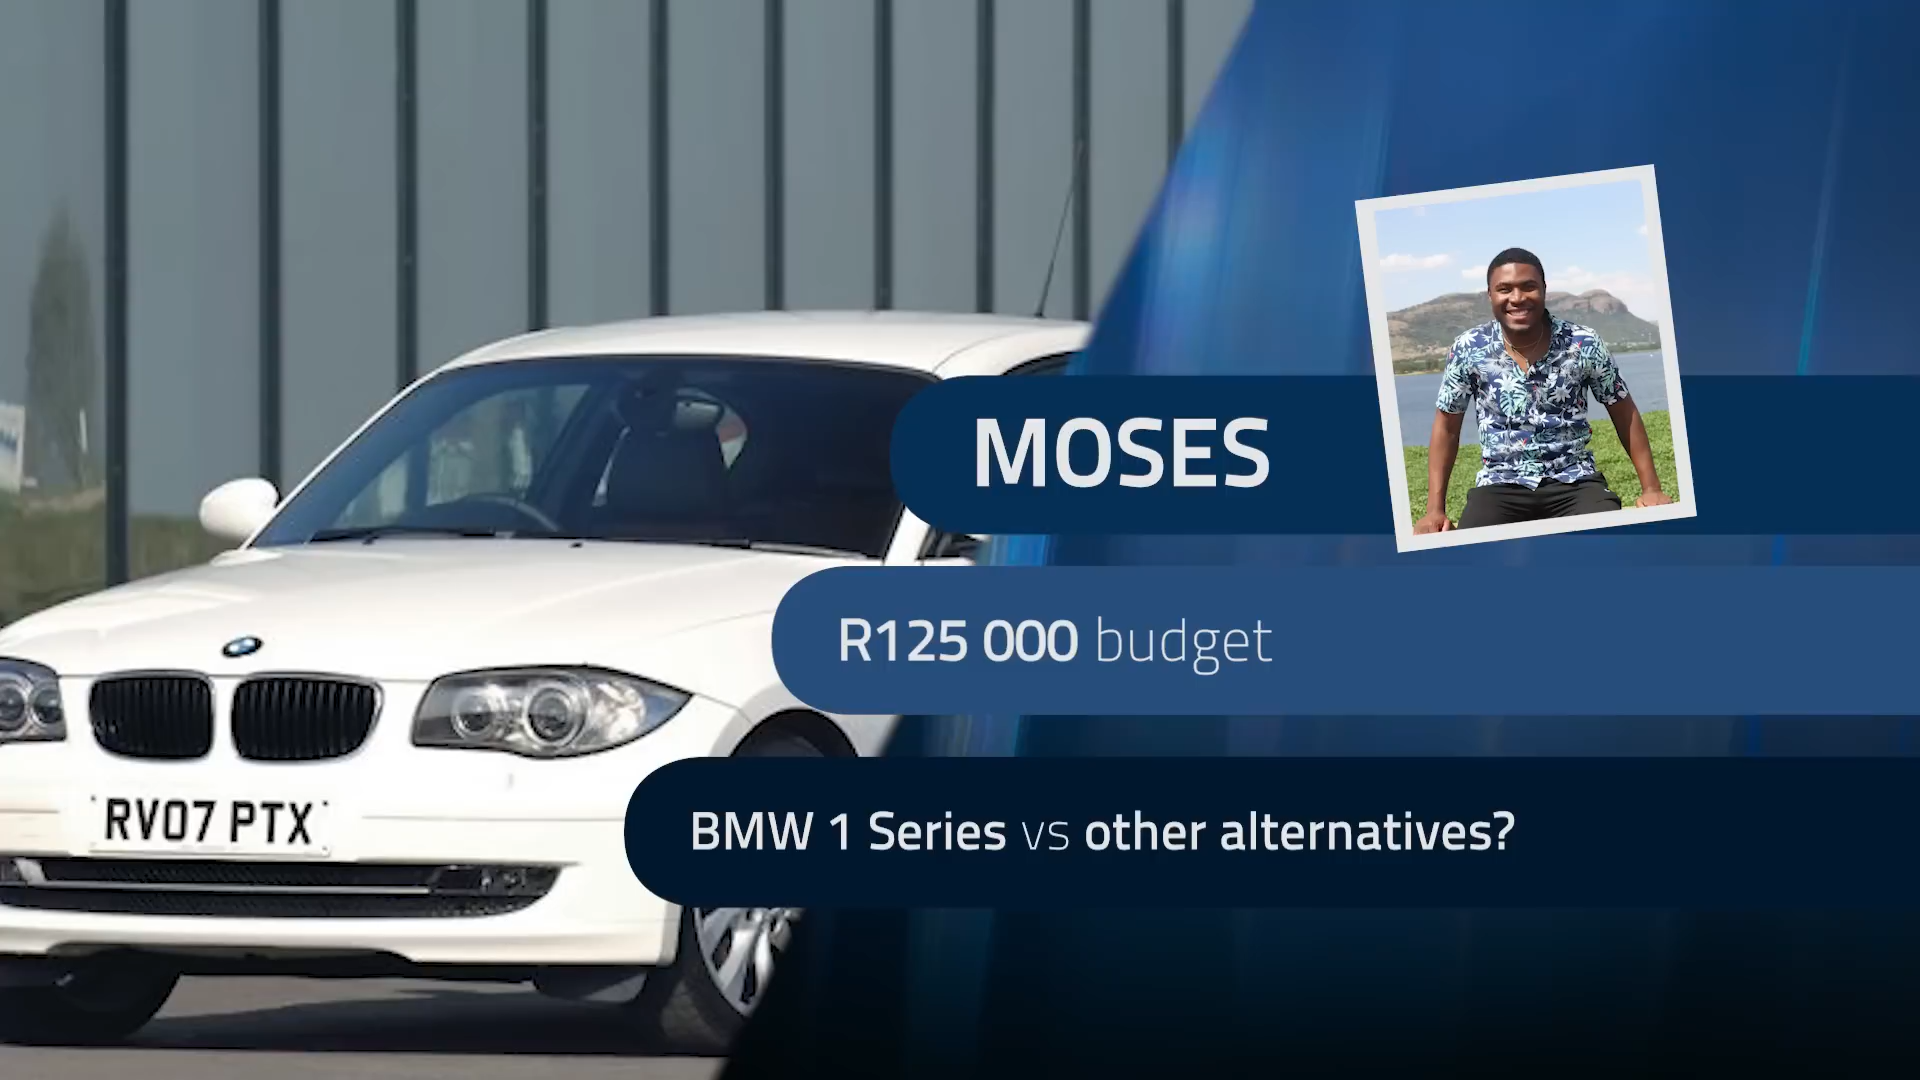 MOSES
R125 000 budget
BMW 1 Series vs other alternatives?
RV07 PTX